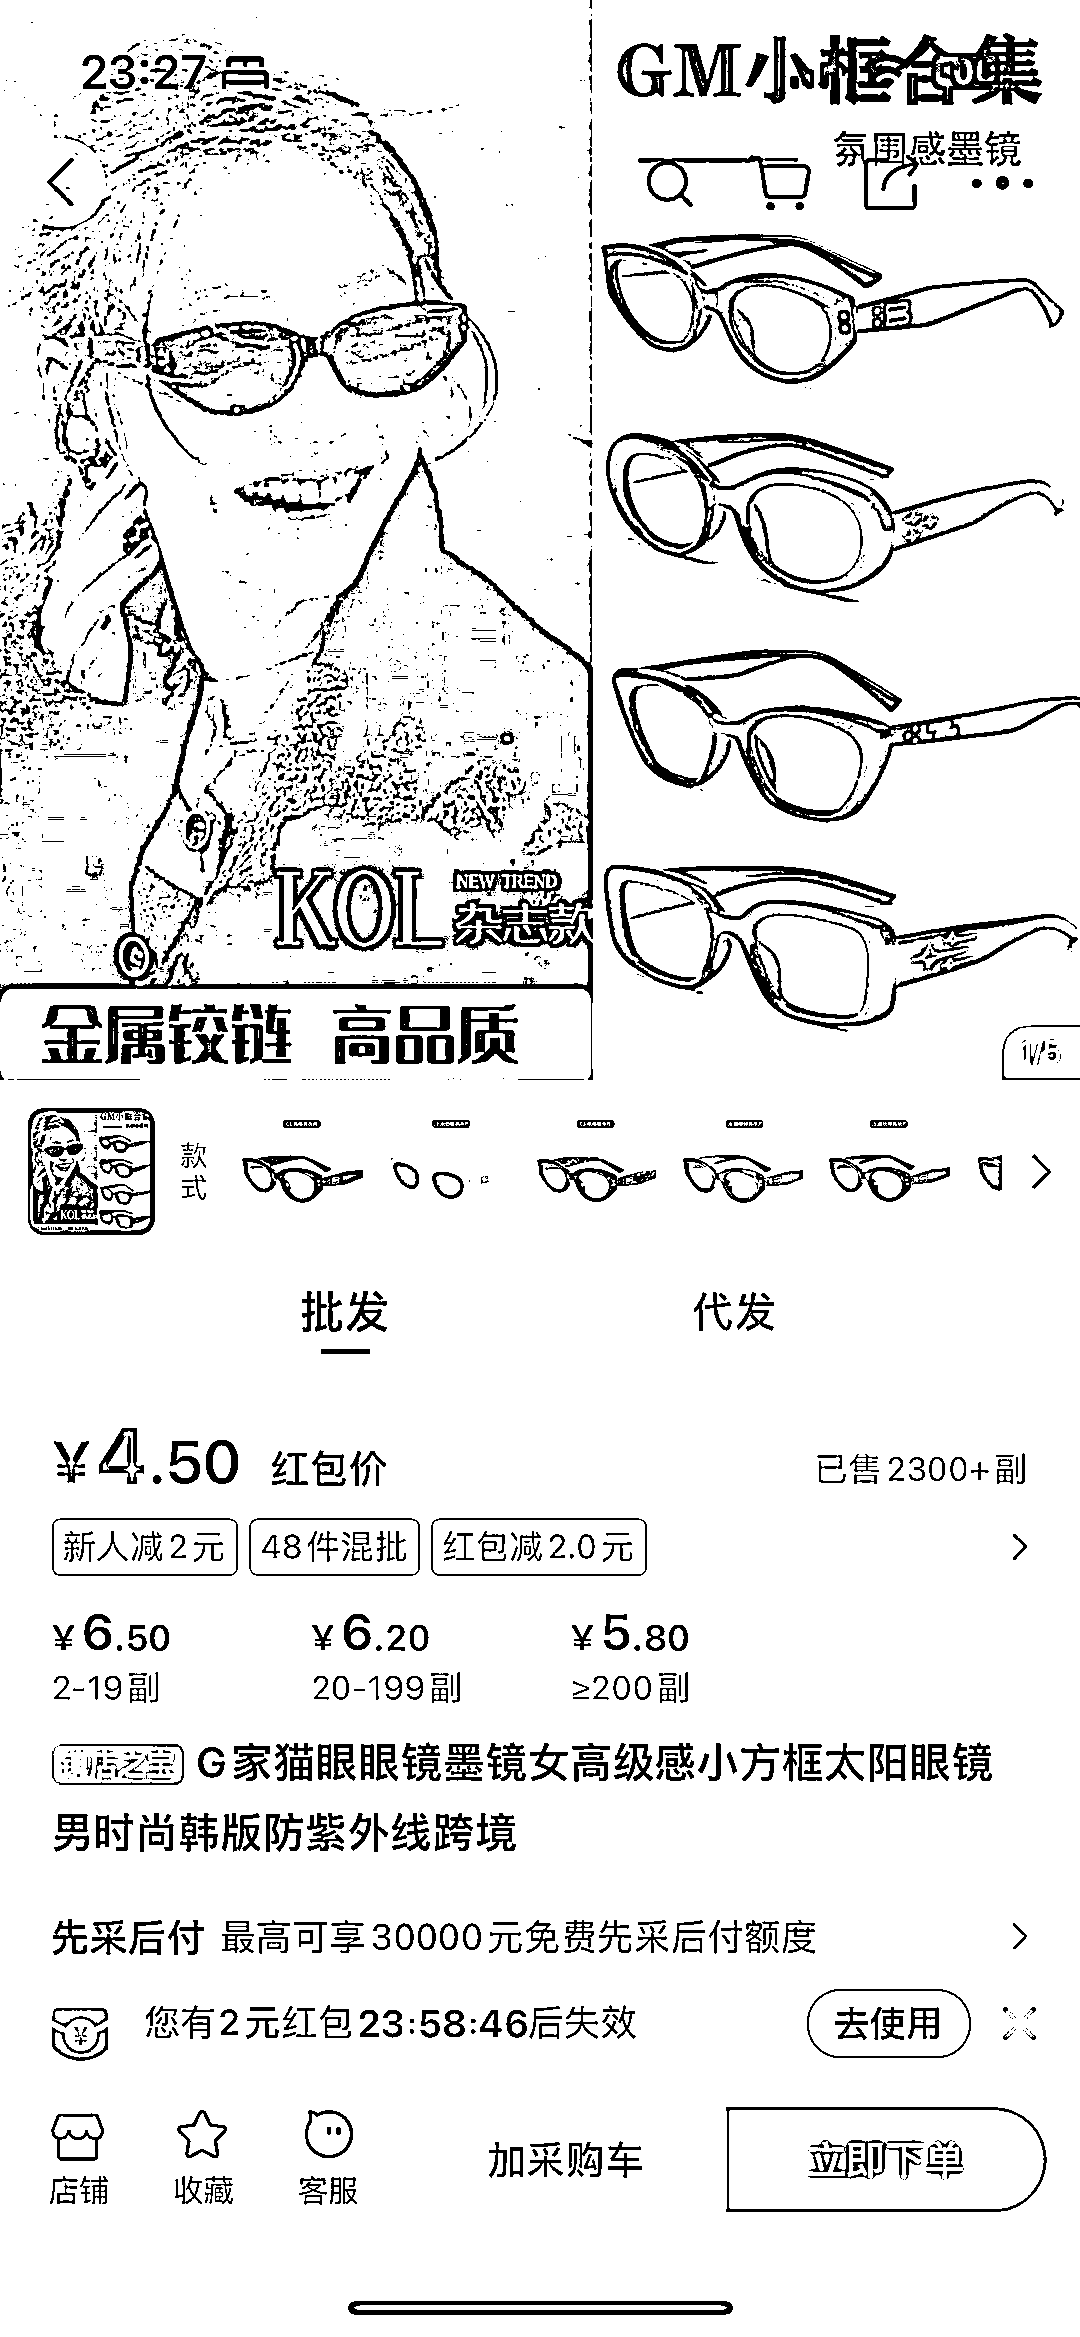 23:27
GM小框合集
氛围感墨镜
KOL
NEW TREND
杂志款
金属铰链 高品质
1/5
款式
批发
代发
¥4.50 红包价
已售2300+副
新人减2元
48件混批
红包减2.0元
¥6.50
¥6.20
¥5.80
2-19副
20-199副
≥200副
镇店之宝 G家猫眼眼镜墨镜女高级感小方框太阳眼镜
男时尚韩版防紫外线跨境
先采后付 最高可享30000元免费先采后付额度
您有2元红包23:58:46后失效
去使用
店铺
收藏
客服
加采购车
立即下单